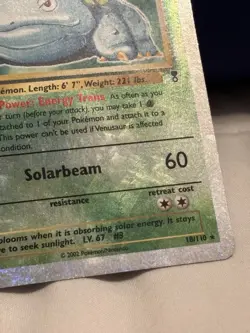 émon. Length: 6' 7", Weight: 221 lbs
Power: Energy Trans As often as you
r turn (before your attack), you may take 1
ttached to 1 of your Pokémon and attach it to a
This power can't be used if Venusaur is affected
condition.
Solarbeam 60
resistance retreat cost
blooms when it is absorbing solar energy. It stays
e to seek sunlight. LV. 67 #3
©2002 Pokémon/Nintendo 18/110 ★